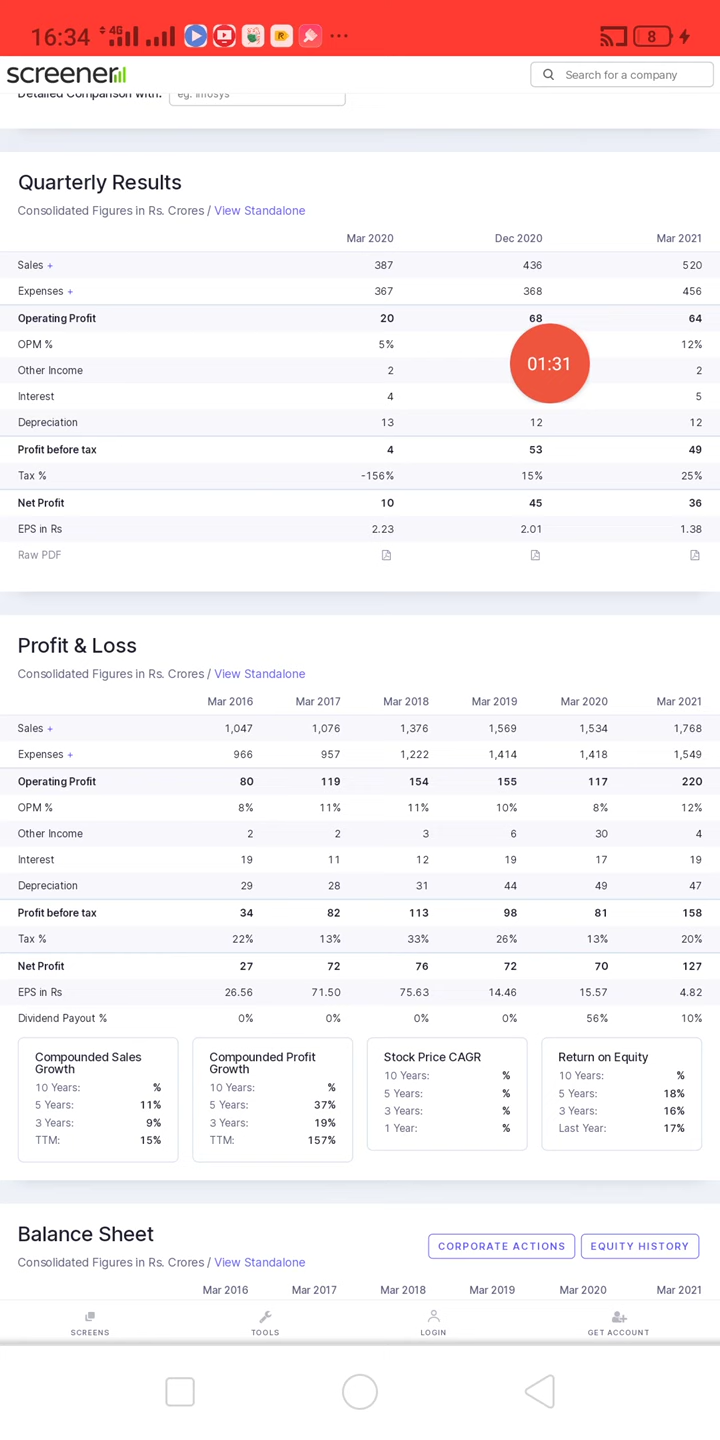 16:34 4G 8
screener Search for a company
Detailed Comparison with: eg. Infosys
Quarterly Results
Consolidated Figures in Rs. Crores / View Standalone
Mar 2020 Dec 2020 Mar 2021
Sales + 387 436 520
Expenses + 367 368 456
Operating Profit 20 68 64
OPM % 5% 12%
01:31
Other Income 2 2
Interest 4 5
Depreciation 13 12 12
Profit before tax 4 53 49
Tax % -156% 15% 25%
Net Profit 10 45 36
EPS in Rs 2.23 2.01 1.38
Raw PDF
Profit & Loss
Consolidated Figures in Rs. Crores / View Standalone
Mar 2016 Mar 2017 Mar 2018 Mar 2019 Mar 2020 Mar 2021
Sales + 1,047 1,076 1,376 1,569 1,534 1,768
Expenses + 966 957 1,222 1,414 1,418 1,549
Operating Profit 80 119 154 155 117 220
OPM % 8% 11% 11% 10% 8% 12%
Other Income 2 2 3 6 30 4
Interest 19 11 12 19 17 19
Depreciation 29 28 31 44 49 47
Profit before tax 34 82 113 98 81 158
Tax % 22% 13% 33% 26% 13% 20%
Net Profit 27 72 76 72 70 127
EPS in Rs 26.56 71.50 75.63 14.46 15.57 4.82
Dividend Payout % 0% 0% 0% 0% 56% 10%
Compounded Sales Growth
10 Years: %
5 Years: 11%
3 Years: 9%
TTM: 15%
Compounded Profit Growth
10 Years: %
5 Years: 37%
3 Years: 19%
TTM: 157%
Stock Price CAGR
10 Years: %
5 Years: %
3 Years: %
1 Year: %
Return on Equity
10 Years: %
5 Years: 18%
3 Years: 16%
Last Year: 17%
Balance Sheet CORPORATE ACTIONS EQUITY HISTORY
Consolidated Figures in Rs. Crores / View Standalone
Mar 2016 Mar 2017 Mar 2018 Mar 2019 Mar 2020 Mar 2021
SCREENS TOOLS LOGIN GET ACCOUNT